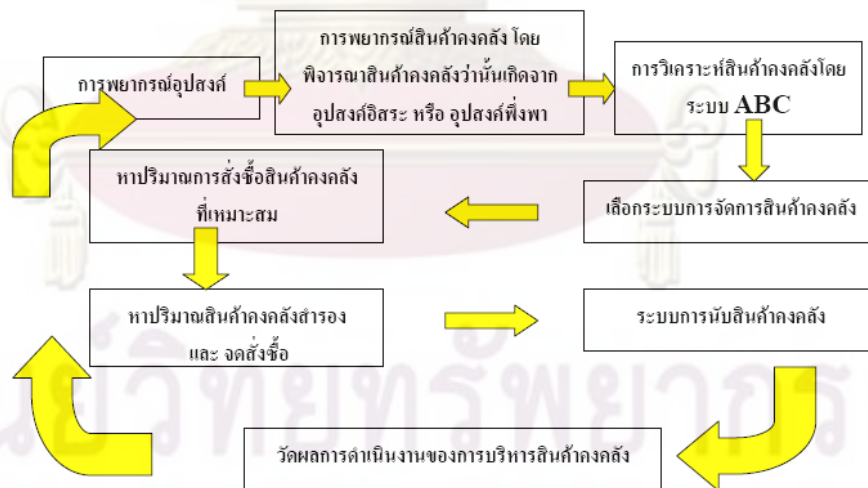 การพยากรณ์อุปสงค์
การพยากรณ์สินค้าคงคลัง โดย
พิจารณาสินค้าคงคลังว่านั้นเกิดจาก
อุปสงค์อิสระ หรือ อุปสงค์พึ่งพา
การวิเคราะห์สินค้าคงคลังโดย
ระบบ ABC
หาปริมาณการสั่งซื้อสินค้าคงคลัง
ที่เหมาะสม
เลือกระบบการจัดการสินค้าคงคลัง
หาปริมาณสินค้าคงคลังสำรอง
และ จดสั่งซื้อ
ระบบการนับสินค้าคงคลัง
วัดผลการดำเนินงานของการบริหารสินค้าคงคลัง
นย์วิทยทรัพยากร